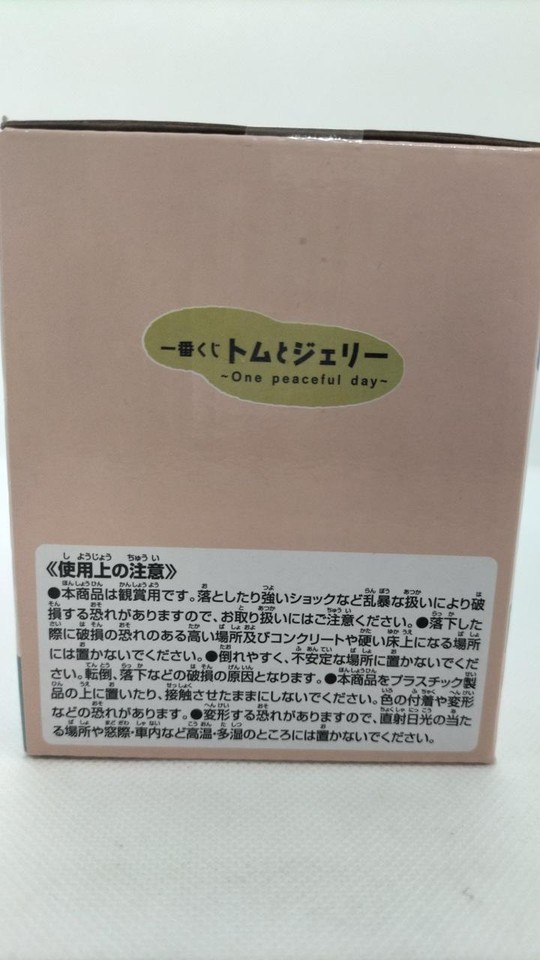 一番くじ トムとジェリー
~One peaceful day~
《使用上の注意》
●本商品は観賞用です。落としたり強いショックなど乱暴な扱いにより破
損する恐れがありますので、お取り扱いにはご注意ください。●落下した
際に破損の恐れのある高い場所及びコンクリートや硬い床上になる場所
には置かないでください。●倒れやすく、不安定な場所に置かないでくださ
い。転倒、落下などの破損の原因となります。●本商品をプラスチック製
品の上に置いたり、接触させたままにしないでください。色の付着や変形
などの恐れがあります。●変形する恐れがありますので、直射日光の当た
る場所や窓際・車内など高温・多湿のところには置かないでください。